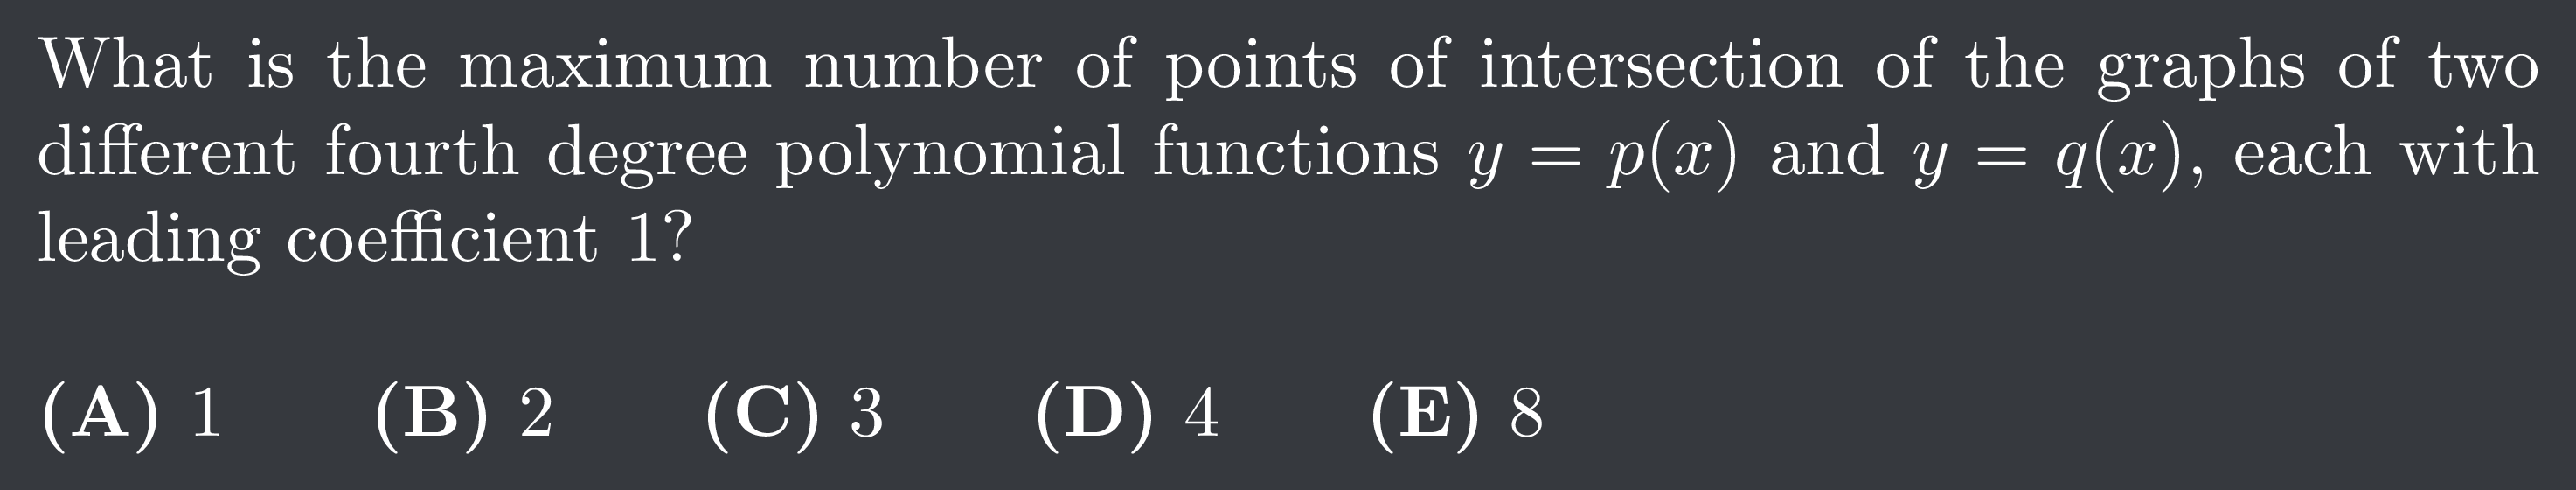 What is the maximum number of points of intersection of the graphs of two
different fourth degree polynomial functions y = p(x) and y = q(x), each with
leading coefficient 1?
(A) 1 (B) 2 (C) 3 (D) 4 (E) 8